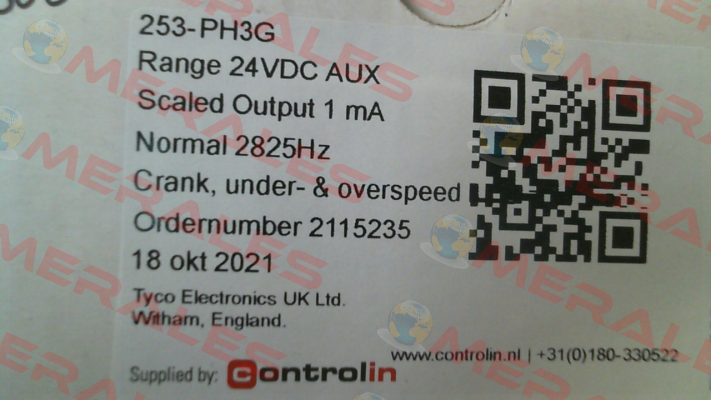 253-PH3G
Range 24VDC AUX
Scaled Output 1 mA
Normal 2825Hz
Crank, under- & overspeed
Ordernumber 2115235
18 okt 2021
Tyco Electronics UK Ltd.
Witham, England.
www.controlin.nl | +31(0)180-330522
Supplied by: controlin
MERALES